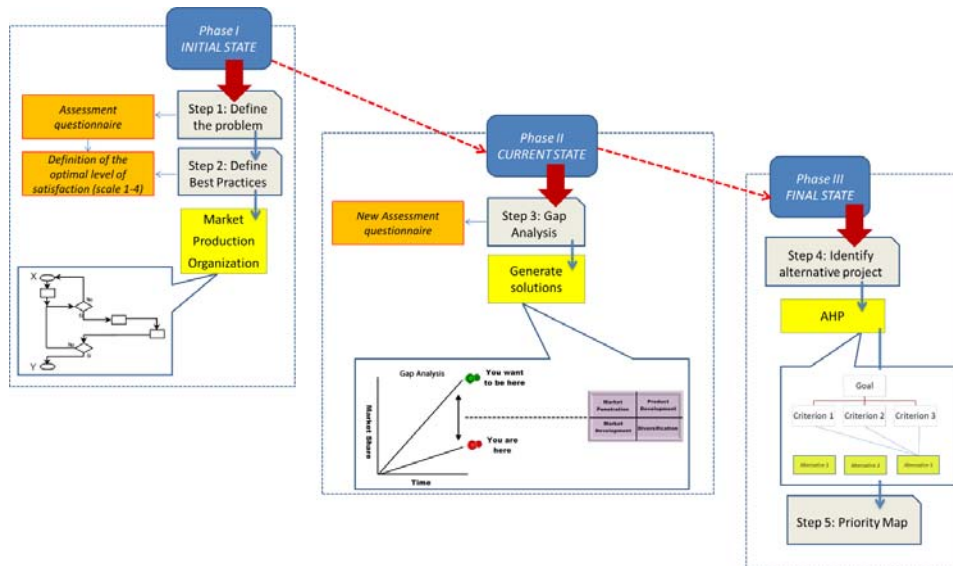 Phase I
INITIAL STATE
Assessment
questionnaire
Step 1: Define
the problem
Definition of the
optimal level of
satisfaction (scale 1-4)
Step 2: Define
Best Practices
Market
Production
Organization
X
No
Si
No
Si
Y
Phase II
CURRENT STATE
New Assessment
questionnaire
Step 3: Gap
Analysis
Generate
solutions
Gap Analysis
You want
to be here
Market Share
You are
here
Time
Market
Penetration
Product
Development
Market
Development
Diversification
Phase III
FINAL STATE
Step 4: Identify
alternative project
AHP
Goal
Criterion 1
Criterion 2
Criterion 3
Step 5: Priority Map